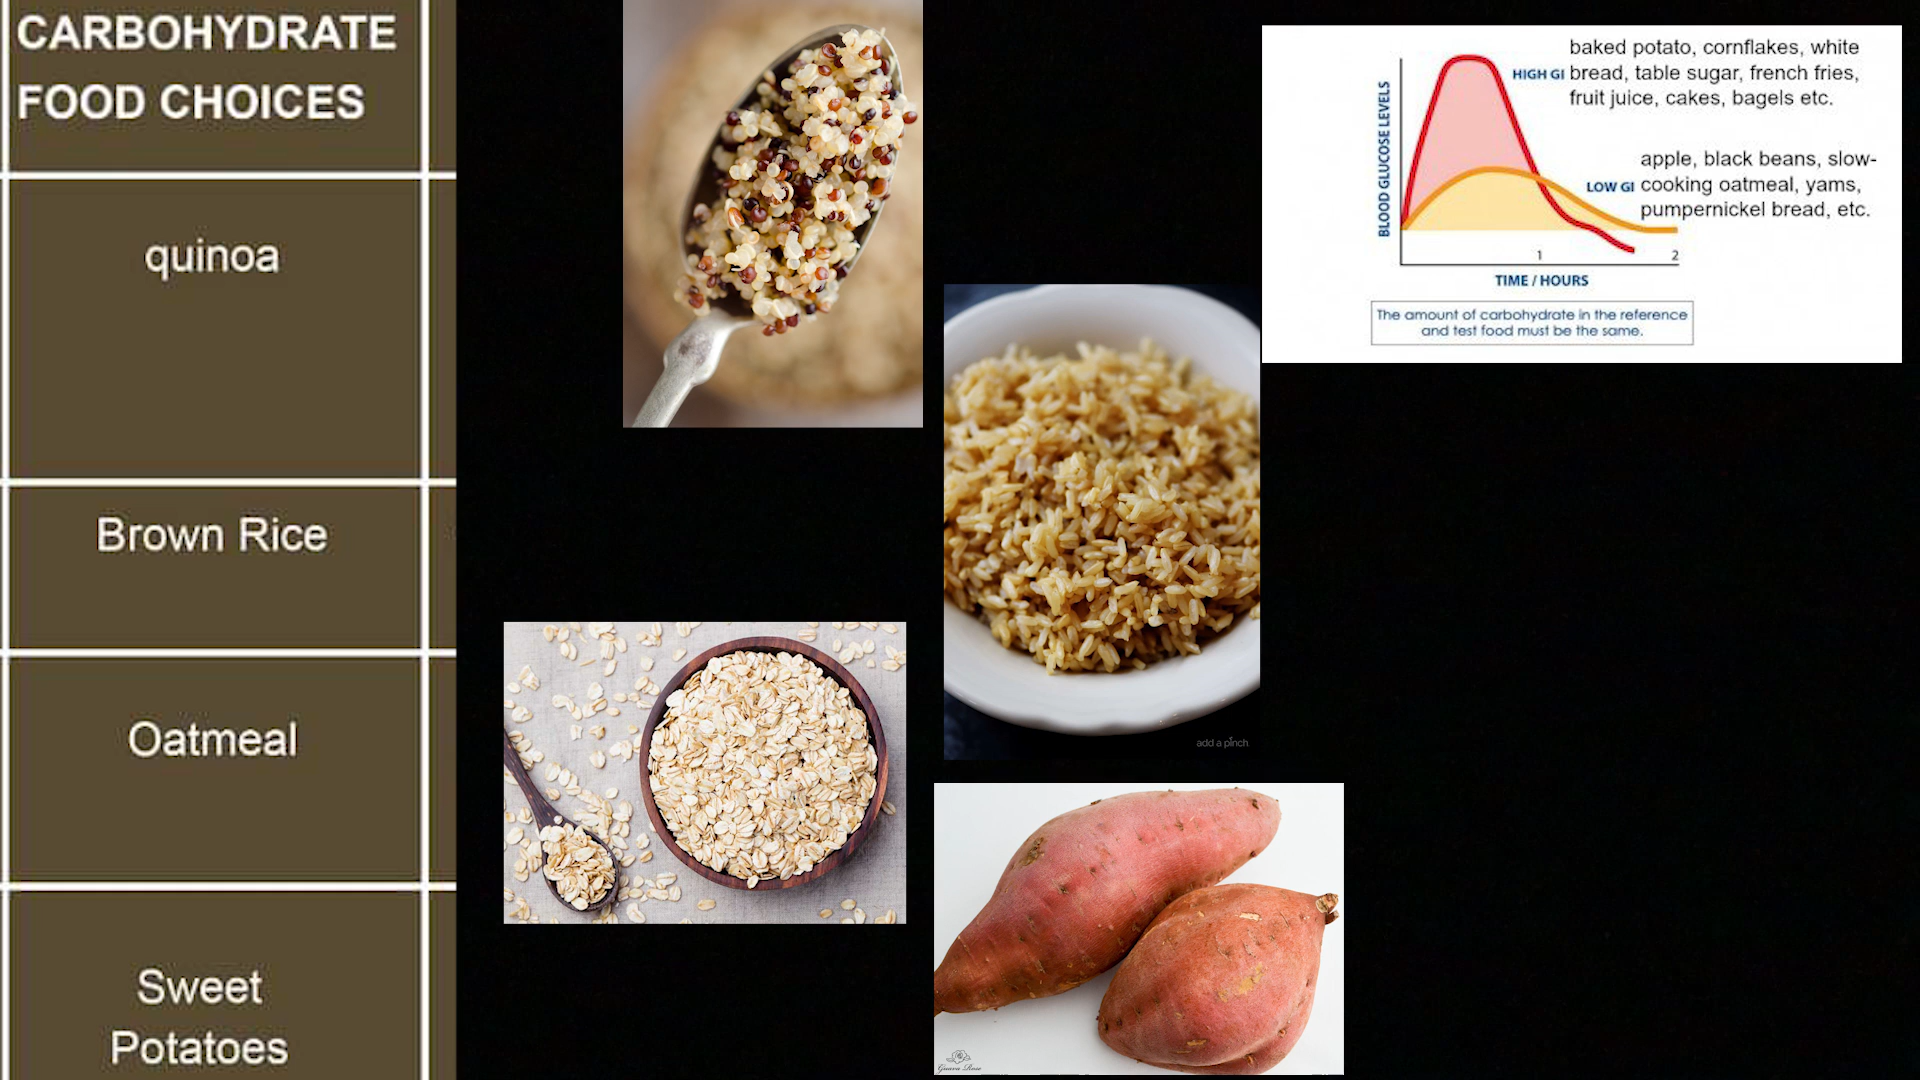 CARBOHYDRATE
FOOD CHOICES
quinoa
Brown Rice
Oatmeal
Sweet
Potatoes
baked potato, cornflakes, white
HIGH GI bread, table sugar, french fries,
fruit juice, cakes, bagels etc.
apple, black beans, slow-
LOW GI cooking oatmeal, yams,
pumpernickel bread, etc.
BLOOD GLUCOSE LEVELS
1 2
TIME / HOURS
The amount of carbohydrate in the reference
and test food must be the same.
add a pinch
Guava Rose